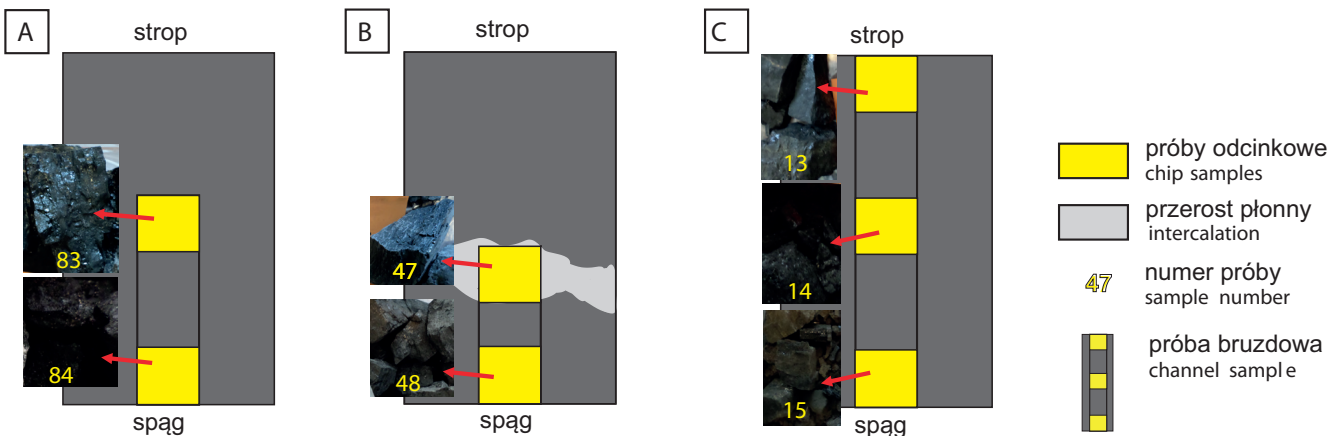 A
strop
83
84
spąg
B
strop
47
48
spąg
C
strop
13
14
15
spąg
próby odcinkowe
chip samples
przerost płonny
intercalation
47
numer próby
sample number
próba bruzdowa
channel sample